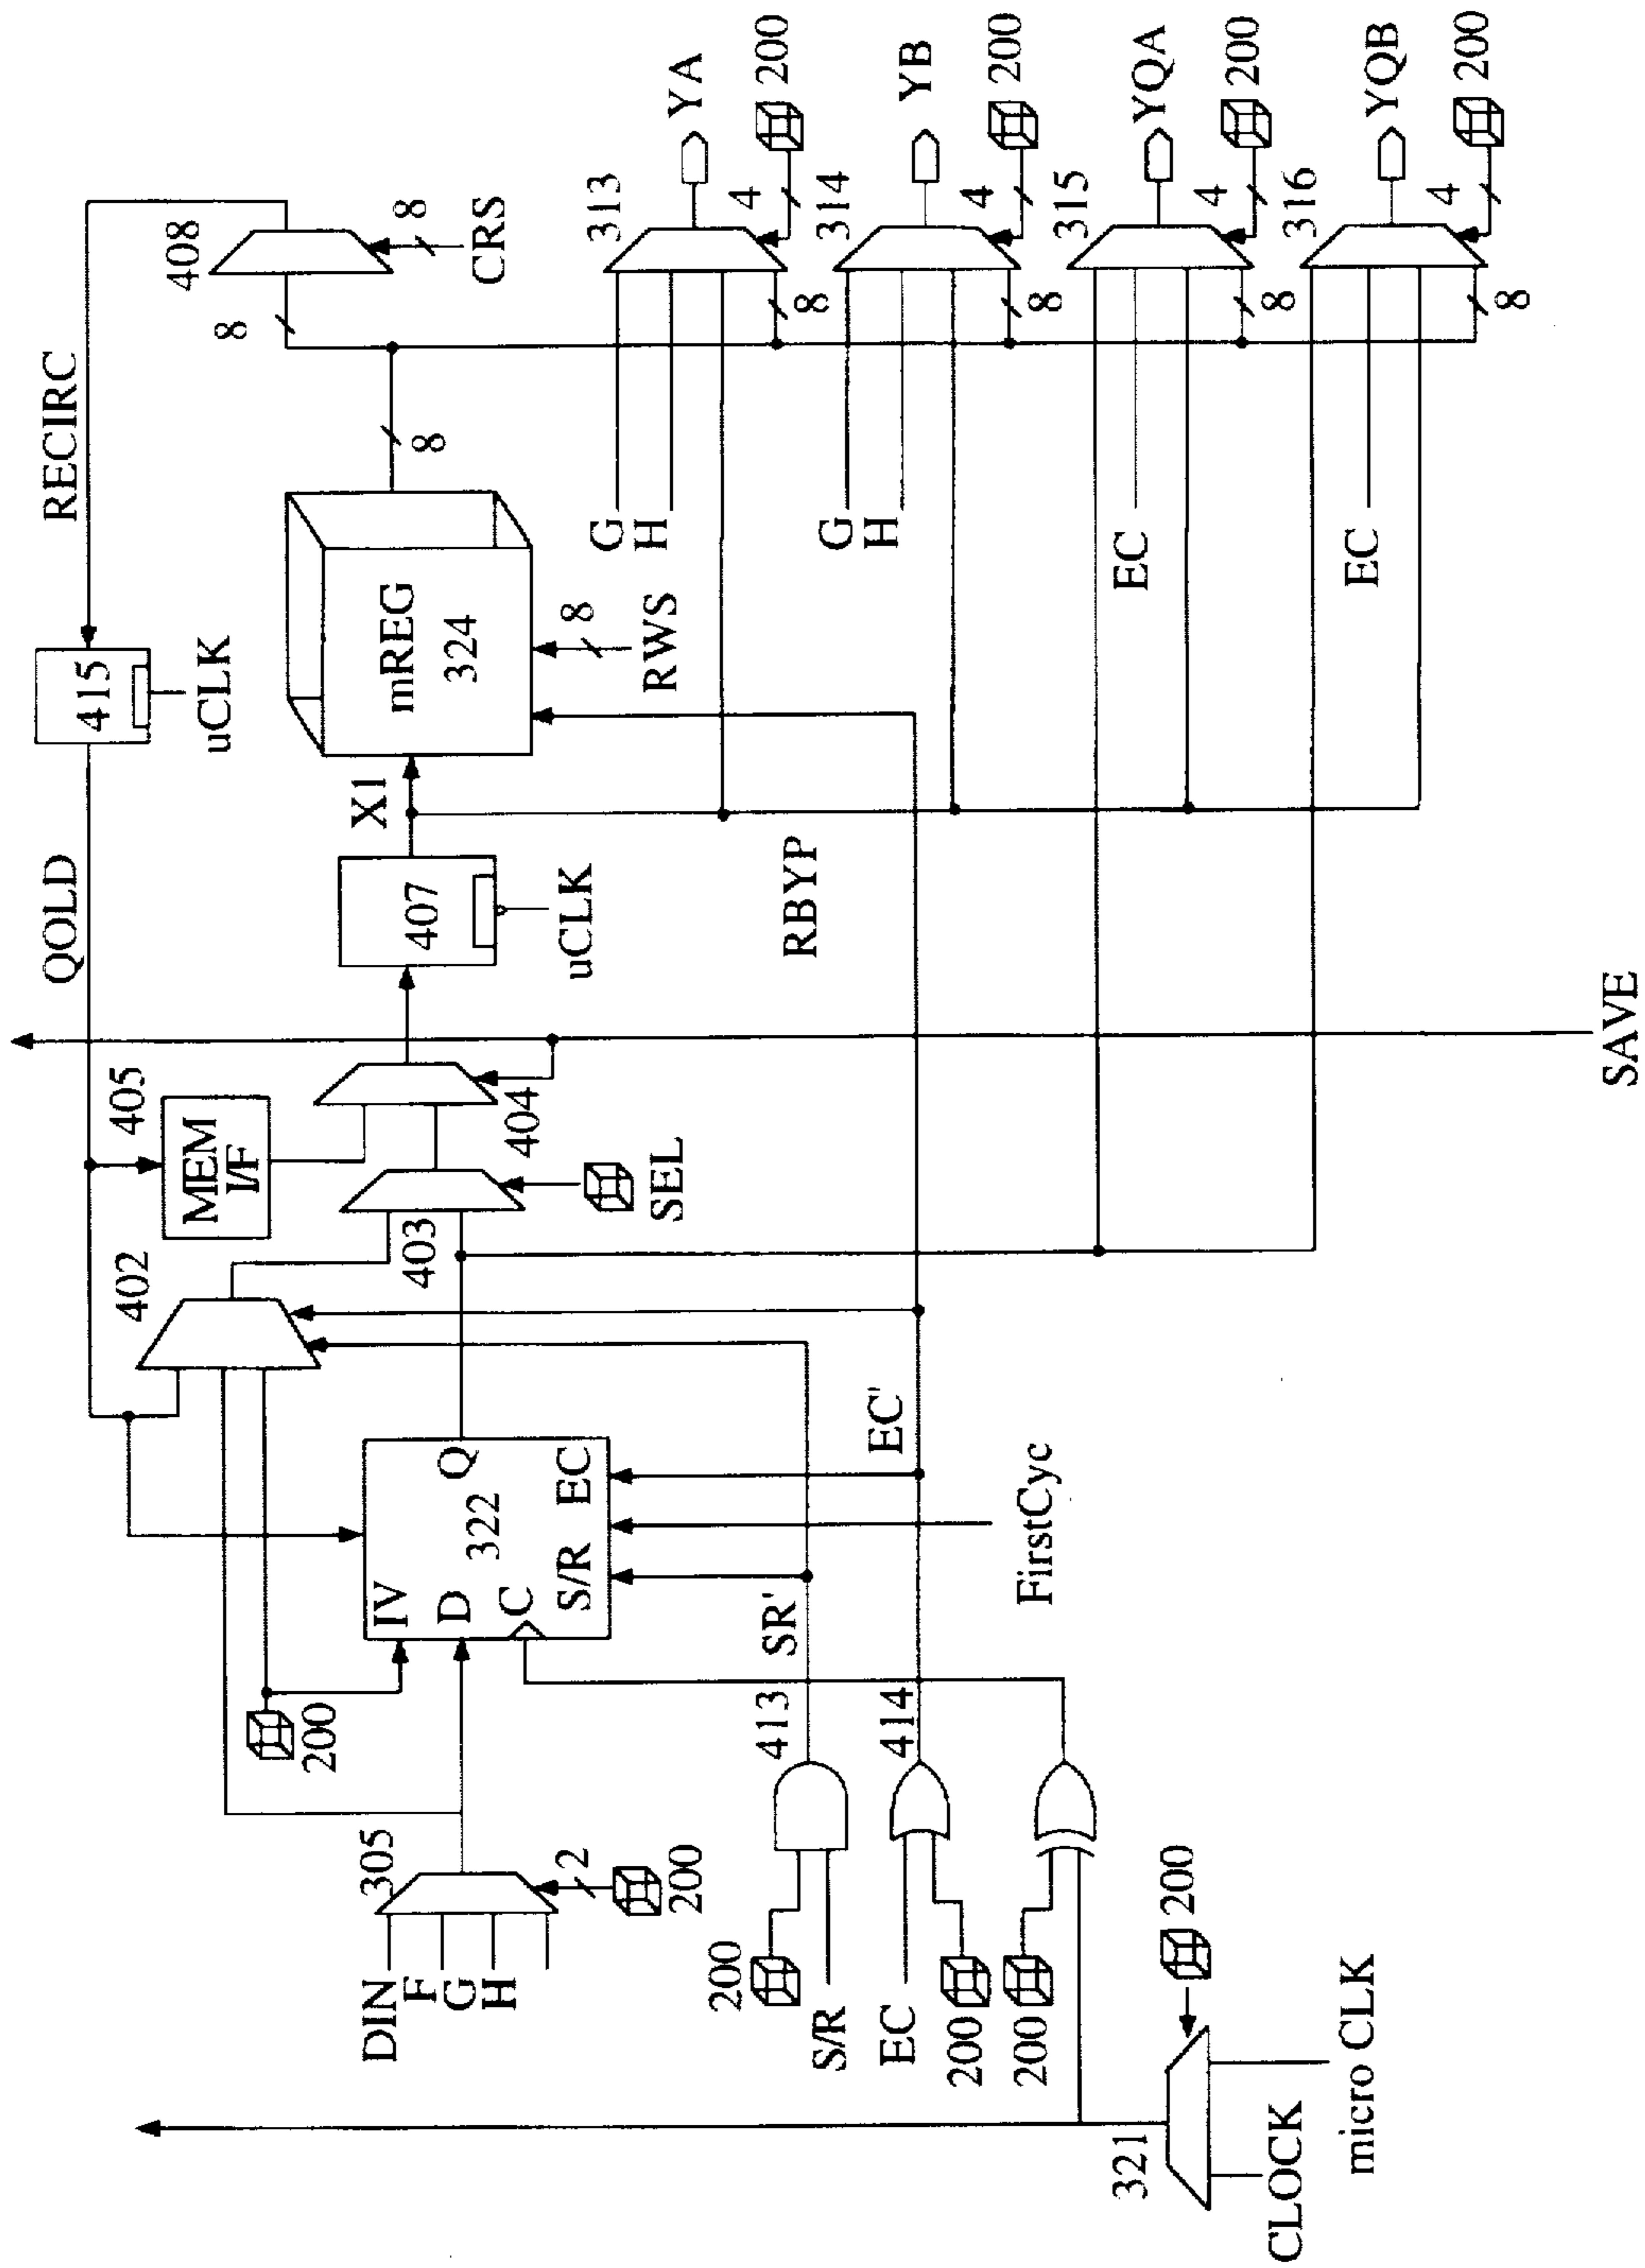 RECIRC
QOLD
415
uCLK
408
8
8
CRS
405
MEM
I/F
402
403
404
SEL
407
uCLK
X1
mREG
324
8
RWS
8
G
H
313
YA
4
200
8
G
H
314
YB
4
200
8
EC
315
YQA
4
200
8
EC
316
YQB
4
200
8
RBYP
SAVE
200
IV
D
C
Q
322
S/R
EC
DIN
F
G
H
305
2
200
SR'
EC'
FirstCyc
413
200
S/R
414
EC
200
200
200
321
CLOCK
micro CLK